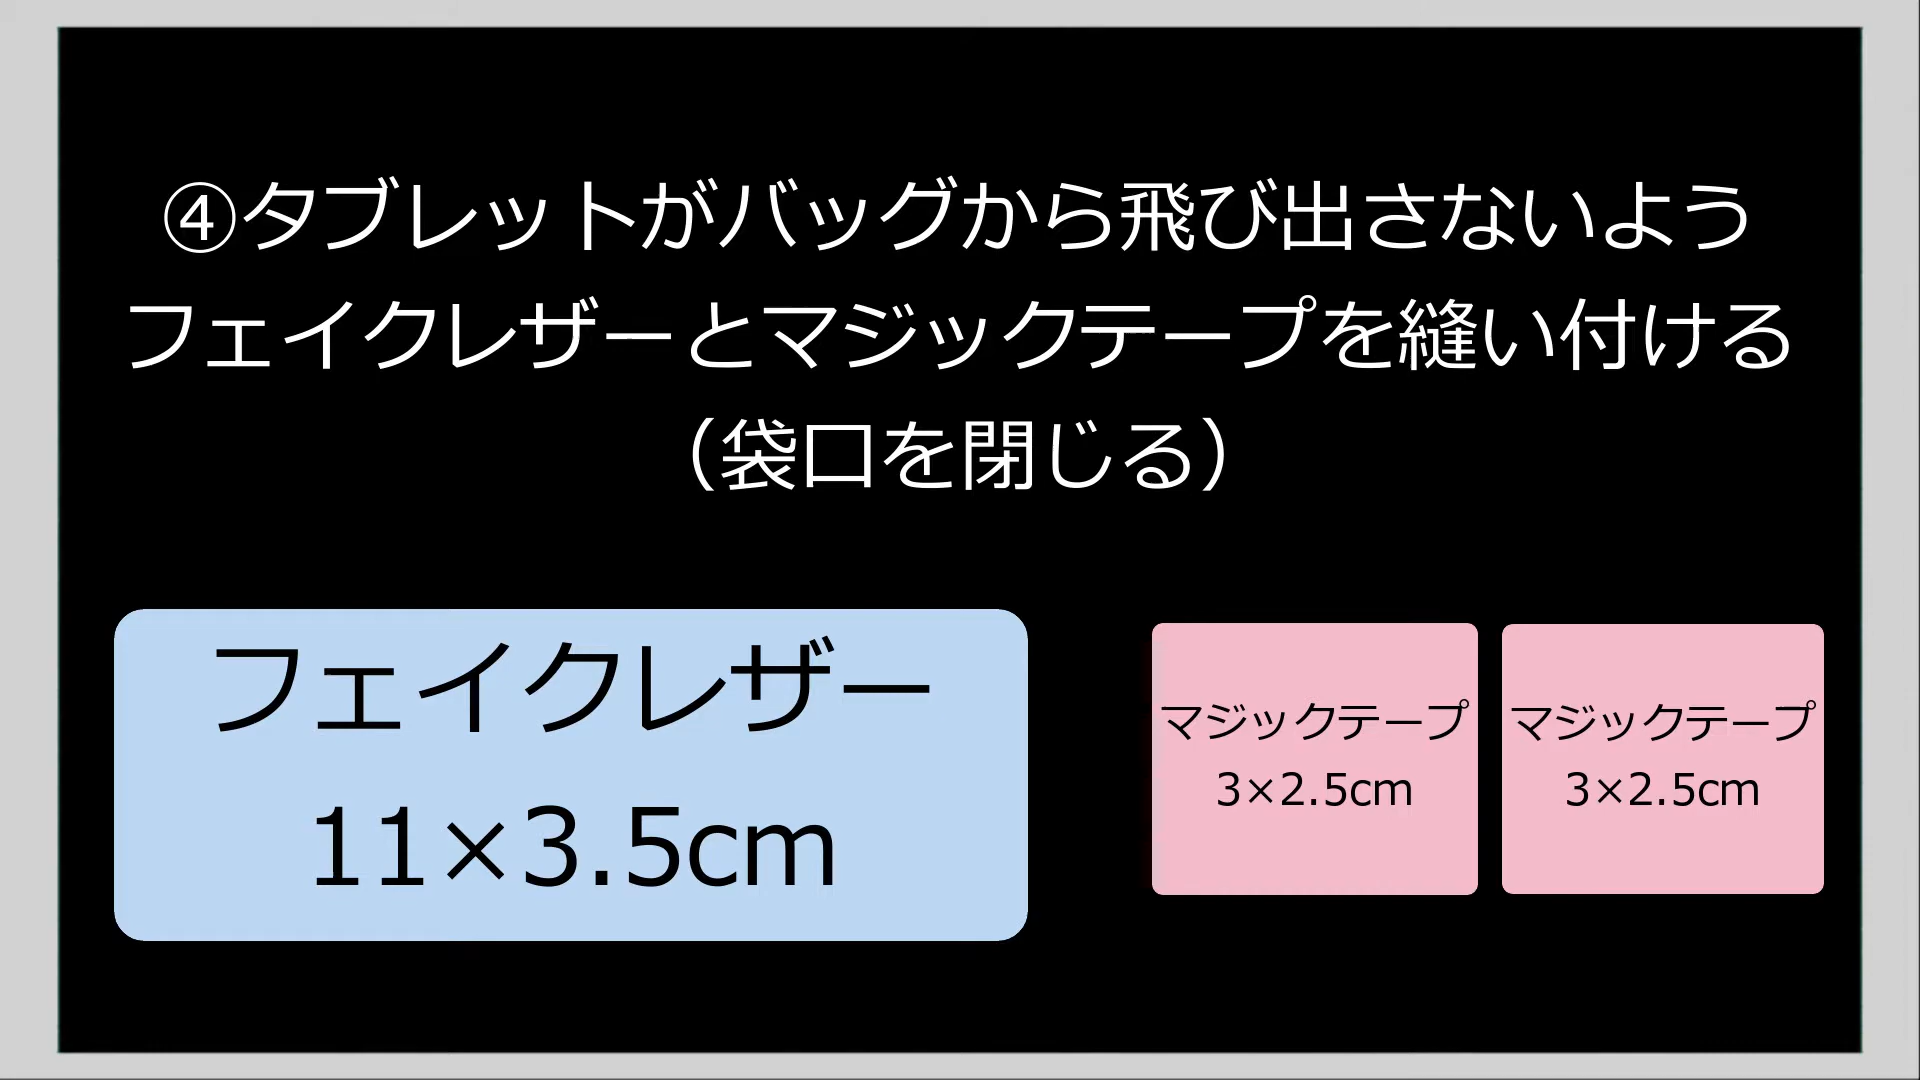 ④タブレットがバッグから飛び出さないよう
フェイクレザーとマジックテープを縫い付ける
（袋口を閉じる）
フェイクレザー
11×3.5cm
マジックテープ
3×2.5cm
マジックテープ
3×2.5cm